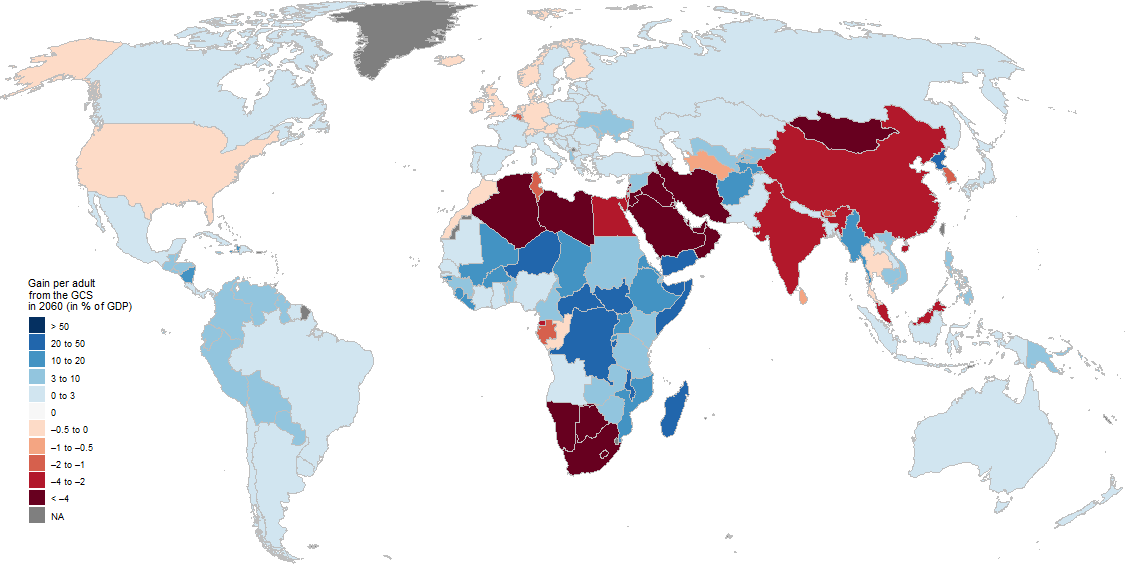 Gain per adult
from the GCS
in 2060 (in % of GDP)
> 50
20 to 50
10 to 20
3 to 10
0 to 3
0
–0.5 to 0
–1 to –0.5
–2 to –1
–4 to –2
< –4
NA